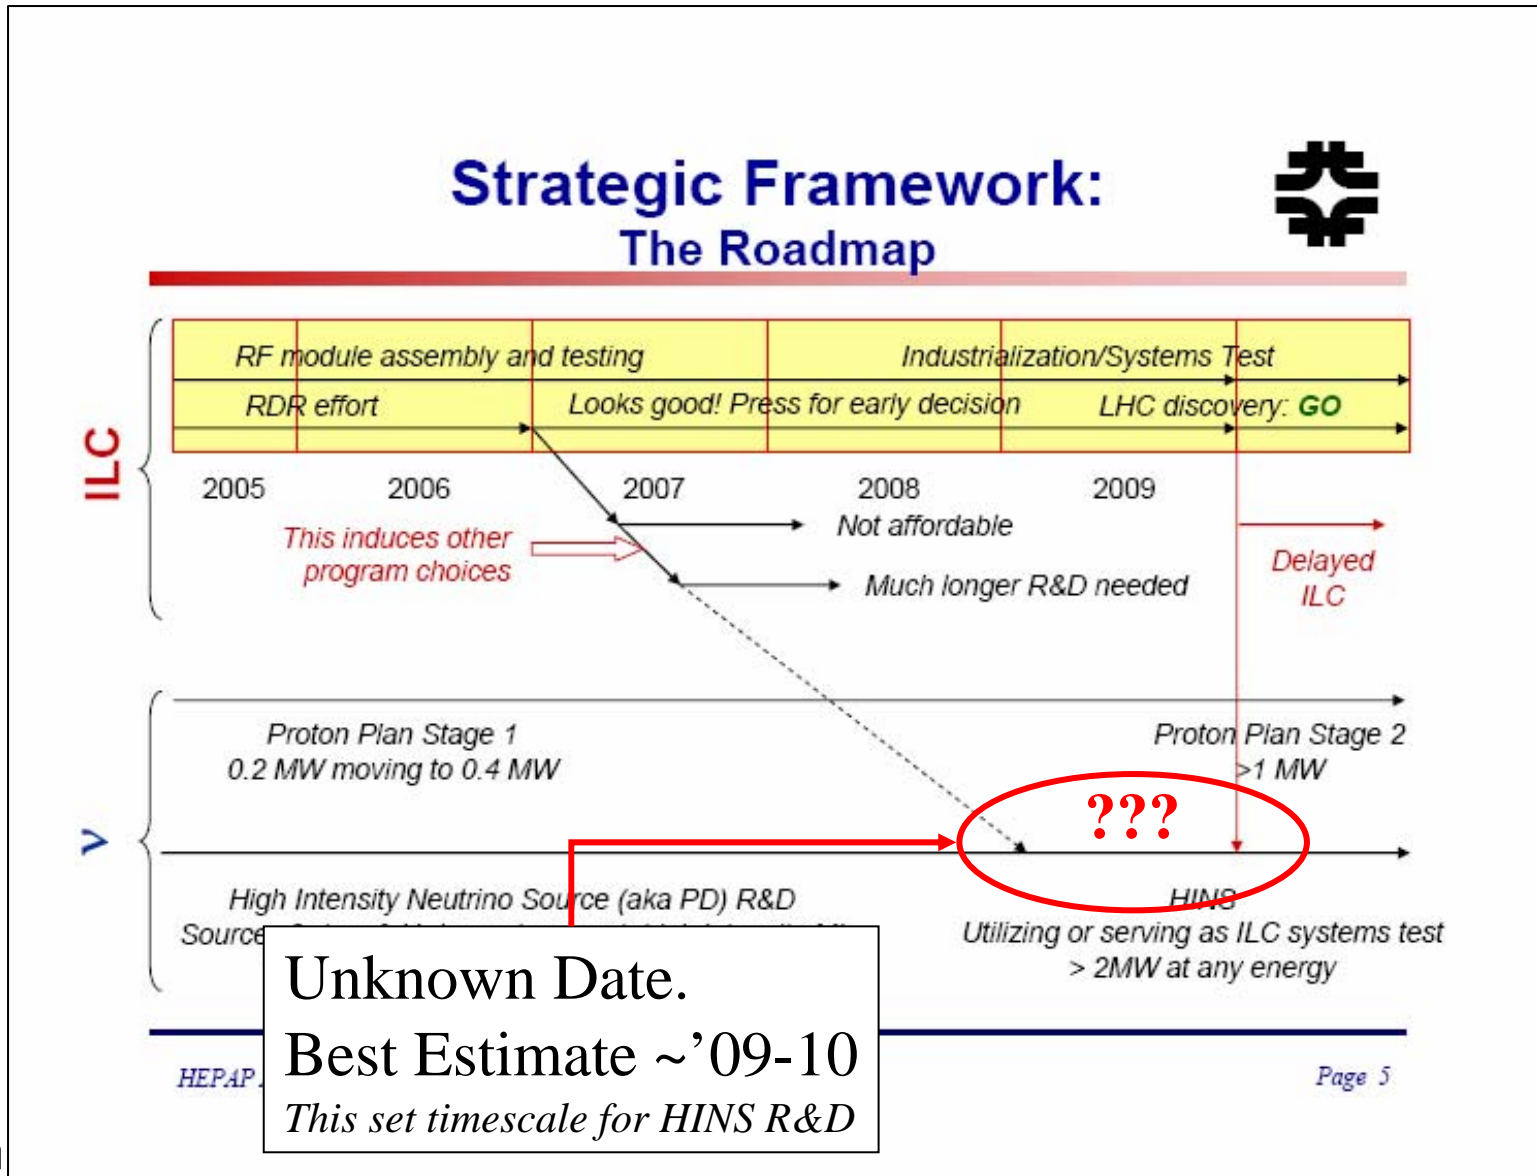 Strategic Framework:
The Roadmap
ILC
RF module assembly and testing
Industrialization/Systems Test
RDR effort
Looks good! Press for early decision
LHC discovery: GO
2005
2006
2007
2008
2009
This induces other
program choices
Not affordable
Much longer R&D needed
Delayed
ILC
ν
Proton Plan Stage 1
0.2 MW moving to 0.4 MW
Proton Plan Stage 2
>1 MW
???
High Intensity Neutrino Source (aka PD) R&D
Source
HINS
Utilizing or serving as ILC systems test
> 2MW at any energy
Unknown Date.
Best Estimate ~’09-10
This set timescale for HINS R&D
HEPAP
Page 5